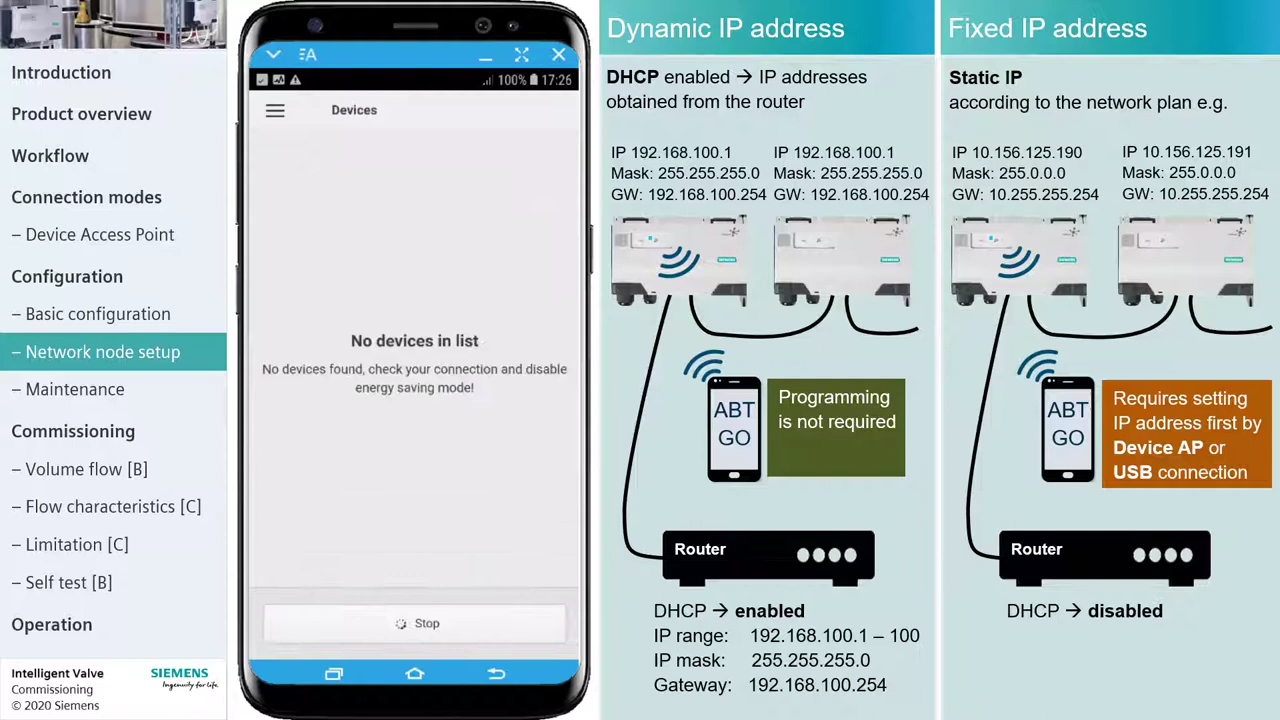 Introduction
Product overview
Workflow
Connection modes
– Device Access Point
Configuration
– Basic configuration
– Network node setup
– Maintenance
Commissioning
– Volume flow [B]
– Flow characteristics [C]
– Limitation [C]
– Self test [B]
Operation
Intelligent Valve
Commissioning
© 2020 Siemens
SIEMENS
Ingenuity for life
A
100% 17:26
Devices
No devices in list
No devices found, check your connection and disable
energy saving mode!
Stop
Dynamic IP address
DHCP enabled → IP addresses
obtained from the router
IP 192.168.100.1
Mask: 255.255.255.0
GW: 192.168.100.254
IP 192.168.100.1
Mask: 255.255.255.0
GW: 192.168.100.254
SIEMENS
SIEMENS
ABT
GO
Programming
is not required
Router
DHCP → enabled
IP range: 192.168.100.1 – 100
IP mask: 255.255.255.0
Gateway: 192.168.100.254
Fixed IP address
Static IP
according to the network plan e.g.
IP 10.156.125.190
Mask: 255.0.0.0
GW: 10.255.255.254
IP 10.156.125.191
Mask: 255.0.0.0
GW: 10.255.255.254
SIEMENS
SIEMENS
ABT
GO
Requires setting
IP address first by
Device AP or
USB connection
Router
DHCP → disabled